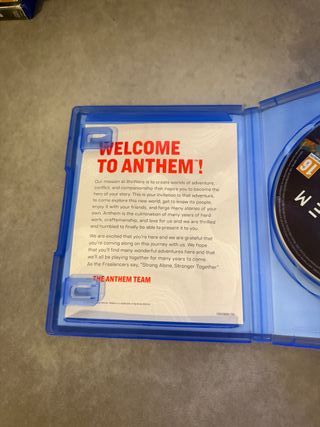 WELCOME
TO ANTHEM™!
Our mission at BioWare is to create worlds of adventure,
conflict, and companionship that inspire you to become the
hero of your story. This is your invitation to that adventure,
to explore this new world, get to know its people,
enjoy it with your friends, and forge many stories of your
own. Anthem is the culmination of many years of hard
work, craftsmanship, and love for us and we are thrilled
and humbled to finally be able to present it to you.
We are excited that you're here and we are grateful that
you're coming along on this journey with us. We hope
that you'll find many wonderful adventures here and that
we'll all be playing together for many years to come.
As the Freelancers say, "Strong Alone, Stronger Together"
THE ANTHEM TEAM
16
M